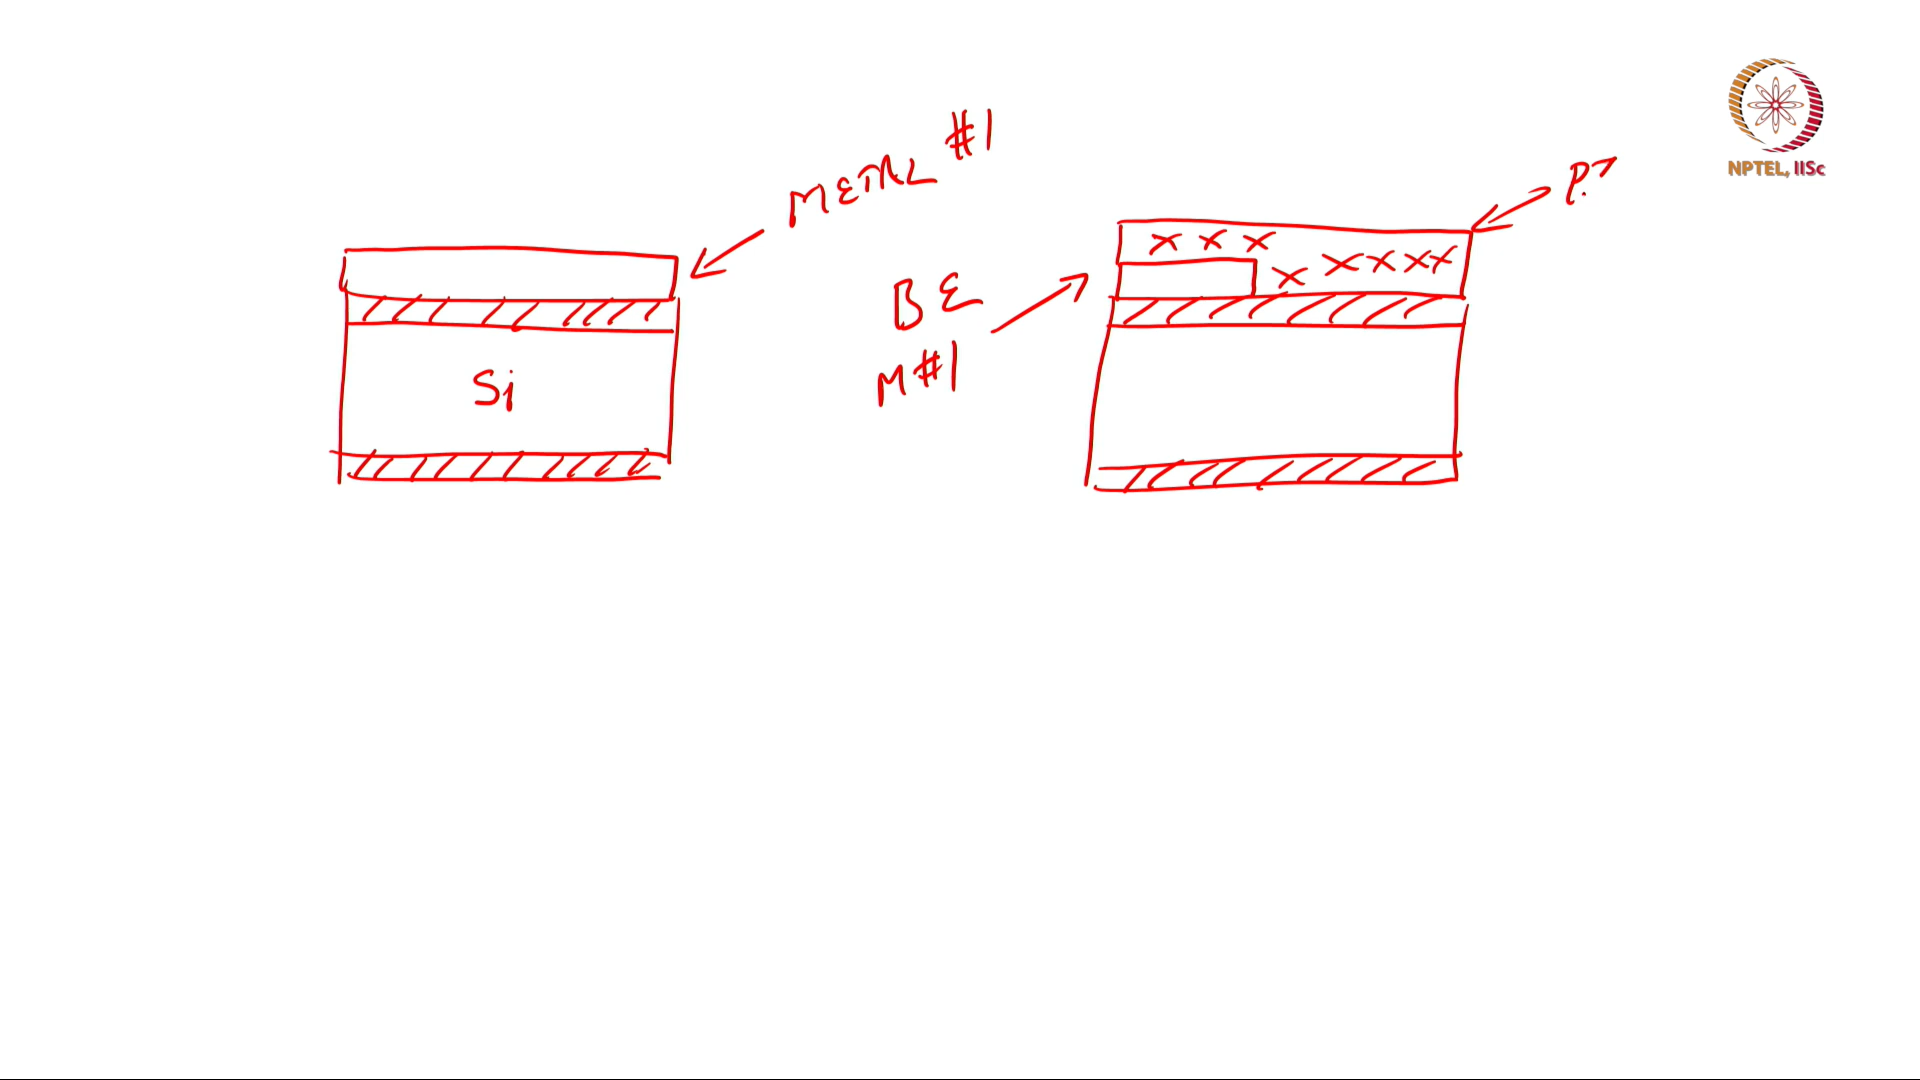 METAL #1
NPTEL, IISc
BE
M#1
Si